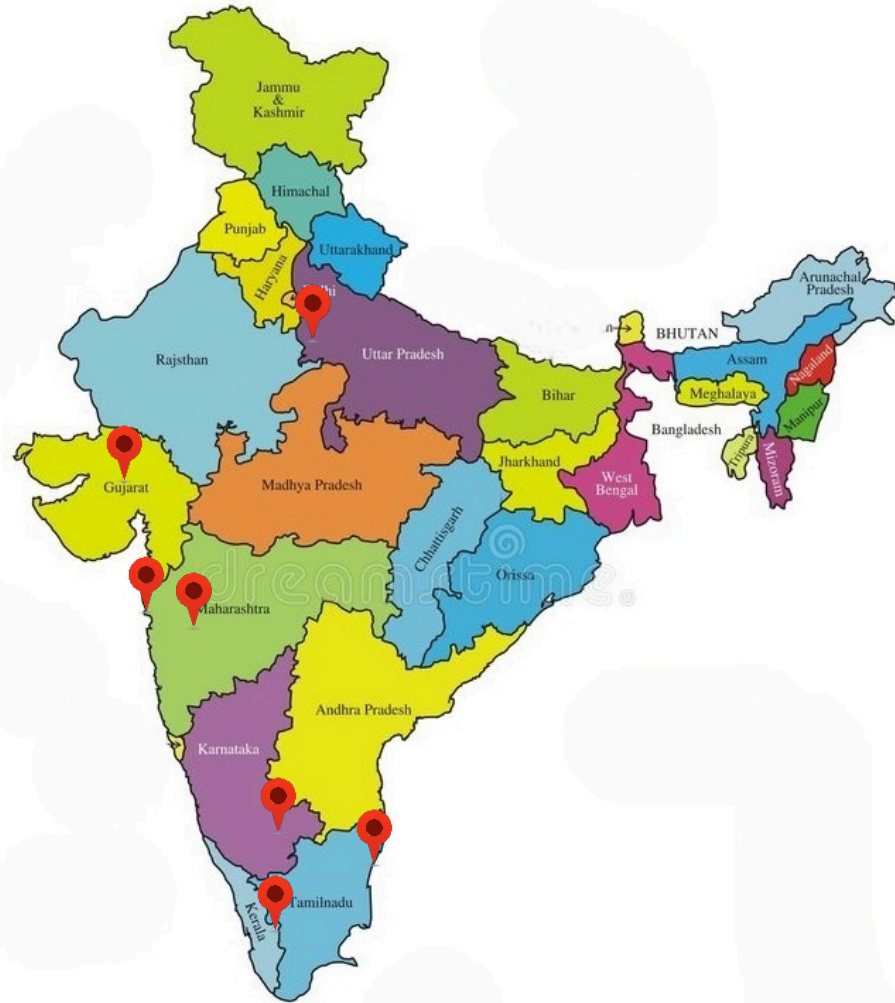 Jammu
&
Kashmir
Himachal
Punjab
Uttarakhand
Haryana
Arunachal
Pradesh
BHUTAN
Rajsthan
Uttar Pradesh
Assam
Nagaland
Bihar
Meghalaya
Manipur
Bangladesh
Tripura
Jharkhand
Mizoram
West
Bengal
Madhya Pradesh
Gujarat
Chhattisgarh
Orissa
dreamstime.
Maharashtra
Andhra Pradesh
Karnataka
Tamilnadu
Kerala